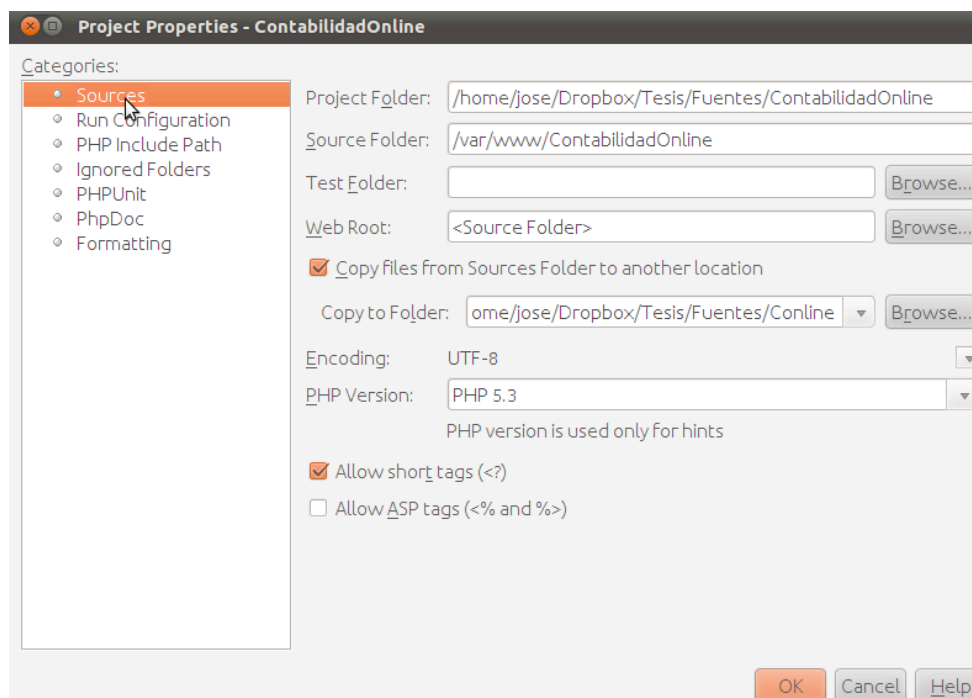 Project Properties - ContabilidadOnline
Categories:
Sources
Run Configuration
PHP Include Path
Ignored Folders
PHPUnit
PhpDoc
Formatting
Project Folder: /home/jose/Dropbox/Tesis/Fuentes/ContabilidadOnline
Source Folder: /var/www/ContabilidadOnline
Test Folder: Browse...
Web Root: <Source Folder> Browse...
Copy files from Sources Folder to another location
Copy to Folder: ome/jose/Dropbox/Tesis/Fuentes/Conline Browse...
Encoding: UTF-8
PHP Version: PHP 5.3
PHP version is used only for hints
Allow short tags (<?)
Allow ASP tags (<% and %>)
OK Cancel Help